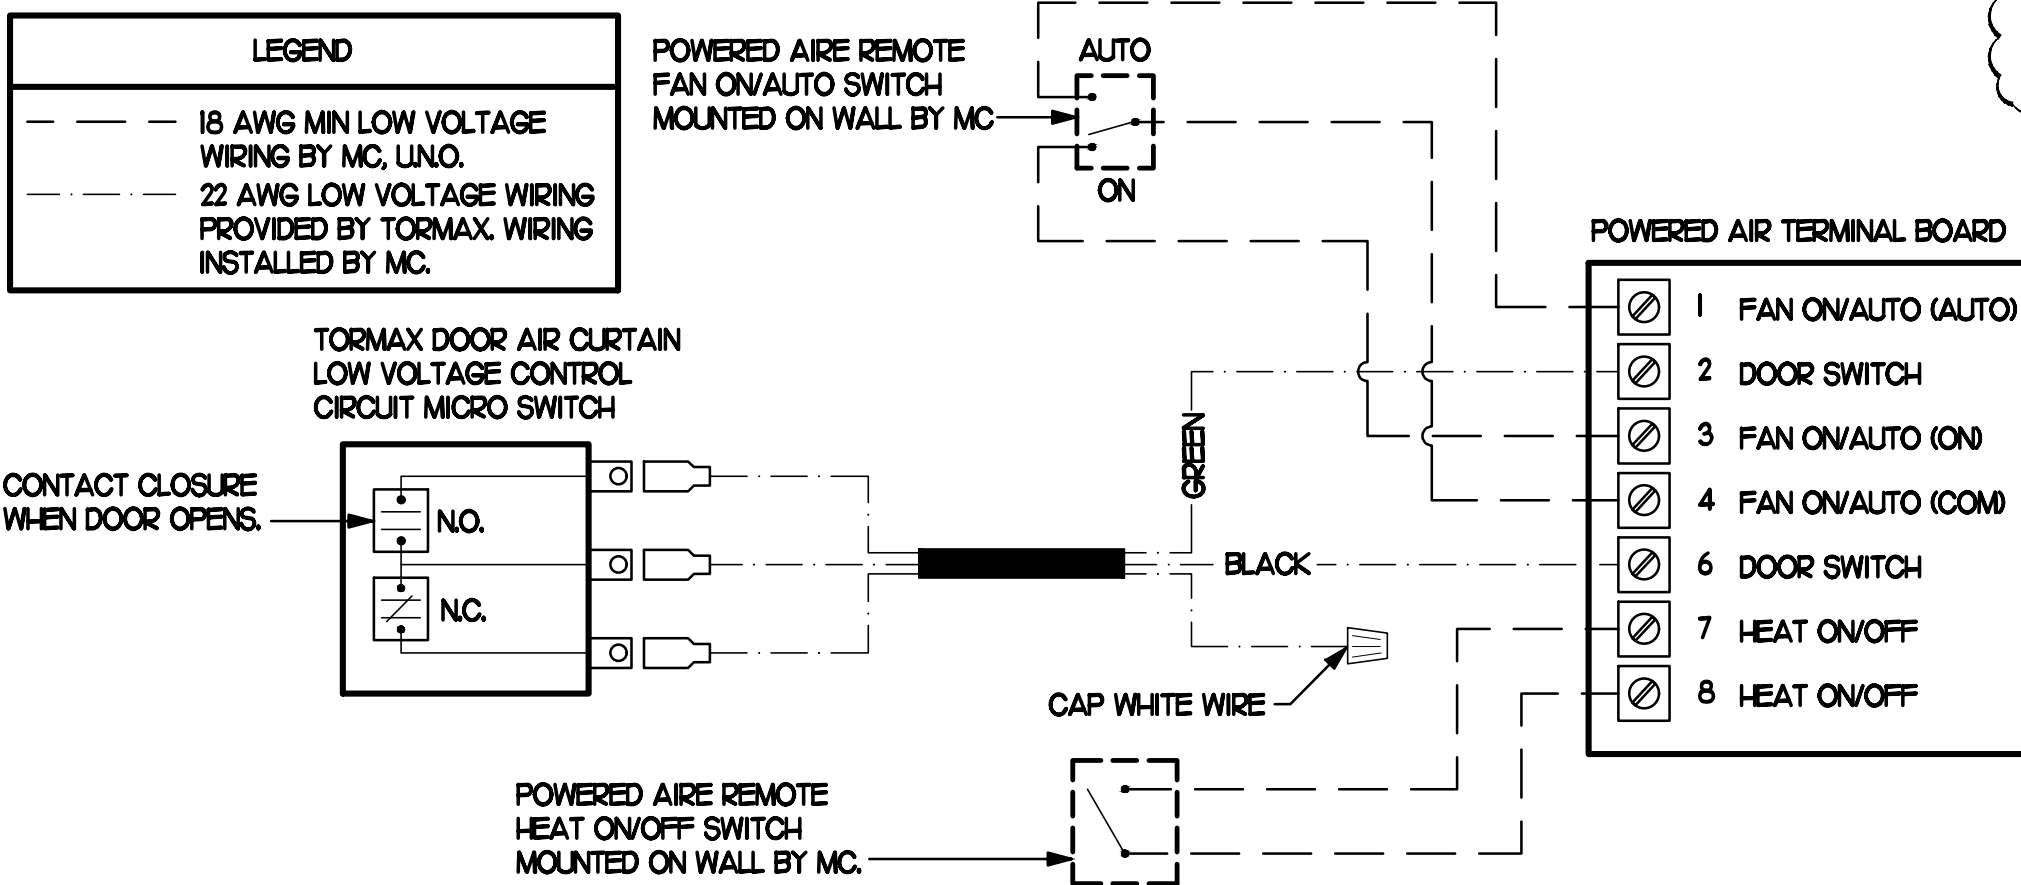 LEGEND
18 AWG MIN LOW VOLTAGE
WIRING BY MC, U.N.O.
22 AWG LOW VOLTAGE WIRING
PROVIDED BY TORMAX. WIRING
INSTALLED BY MC.
POWERED AIRE REMOTE
FAN ON/AUTO SWITCH
MOUNTED ON WALL BY MC
AUTO
ON
POWERED AIR TERMINAL BOARD
1 FAN ON/AUTO (AUTO)
2 DOOR SWITCH
3 FAN ON/AUTO (ON)
4 FAN ON/AUTO (COM)
6 DOOR SWITCH
7 HEAT ON/OFF
8 HEAT ON/OFF
TORMAX DOOR AIR CURTAIN
LOW VOLTAGE CONTROL
CIRCUIT MICRO SWITCH
CONTACT CLOSURE
WHEN DOOR OPENS.
N.O.
N.C.
GREEN
BLACK
CAP WHITE WIRE
POWERED AIRE REMOTE
HEAT ON/OFF SWITCH
MOUNTED ON WALL BY MC.